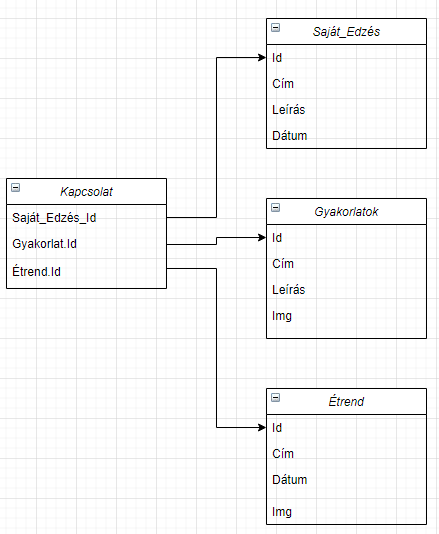 Saját_Edzés
Id
Cím
Leírás
Dátum
Kapcsolat
Saját_Edzés_Id
Gyakorlat.Id
Étrend.Id
Gyakorlatok
Id
Cím
Leírás
Img
Étrend
Id
Cím
Dátum
Img